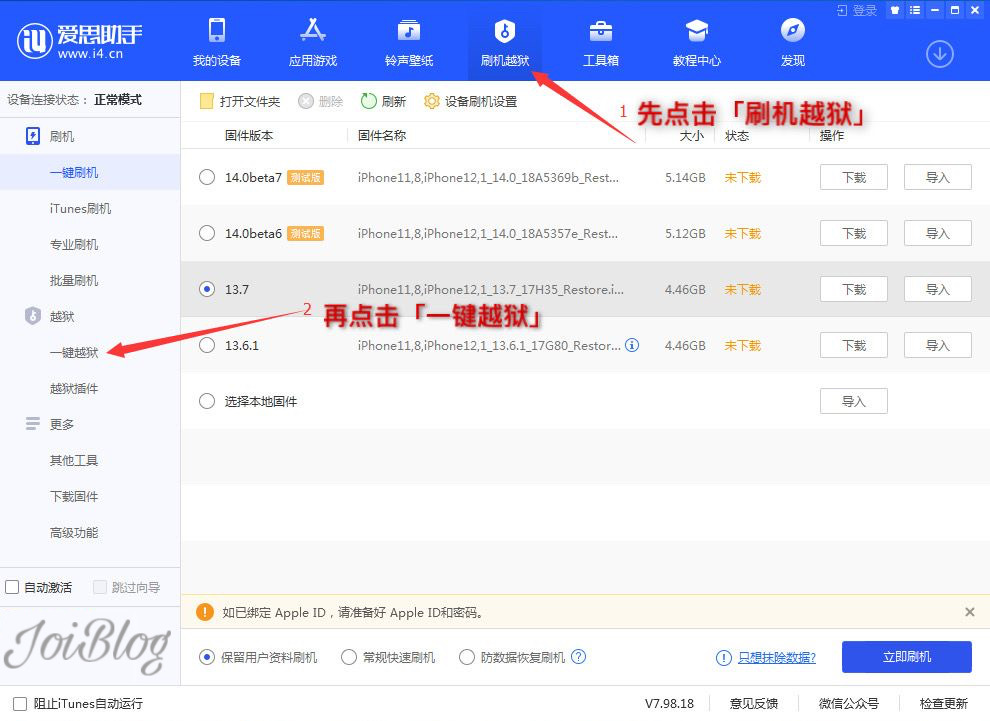 登录
爱思助手
www.i4.cn
我的设备 应用游戏 铃声壁纸 刷机越狱 工具箱 教程中心 发现
设备连接状态： 正常模式
打开文件夹 删除 刷新 设备刷机设置
1 先点击「刷机越狱」
固件版本 固件名称 大小 状态 操作
刷机
一键刷机
iTunes刷机
专业刷机
批量刷机
越狱
一键越狱
越狱插件
更多
其他工具
下载固件
高级功能
14.0beta7 测试版 iPhone11,8,iPhone12,1_14.0_18A5369b_Rest... 5.14GB 未下载 下载 导入
14.0beta6 测试版 iPhone11,8,iPhone12,1_14.0_18A5357e_Rest... 5.12GB 未下载 下载 导入
13.7 iPhone11,8,iPhone12,1_13.7_17H35_Restore.i... 4.46GB 未下载 下载 导入
2 再点击「一键越狱」
13.6.1 iPhone11,8,iPhone12,1_13.6.1_17G80_Restor... 4.46GB 未下载 下载 导入
选择本地固件 导入
自动激活 跳过向导
JoiBlog
如已绑定 Apple ID，请准备好 Apple ID和密码。
保留用户资料刷机 常规快速刷机 防数据恢复刷机 只想抹除数据? 立即刷机
阻止iTunes自动运行 V7.98.18 意见反馈 微信公众号 检查更新